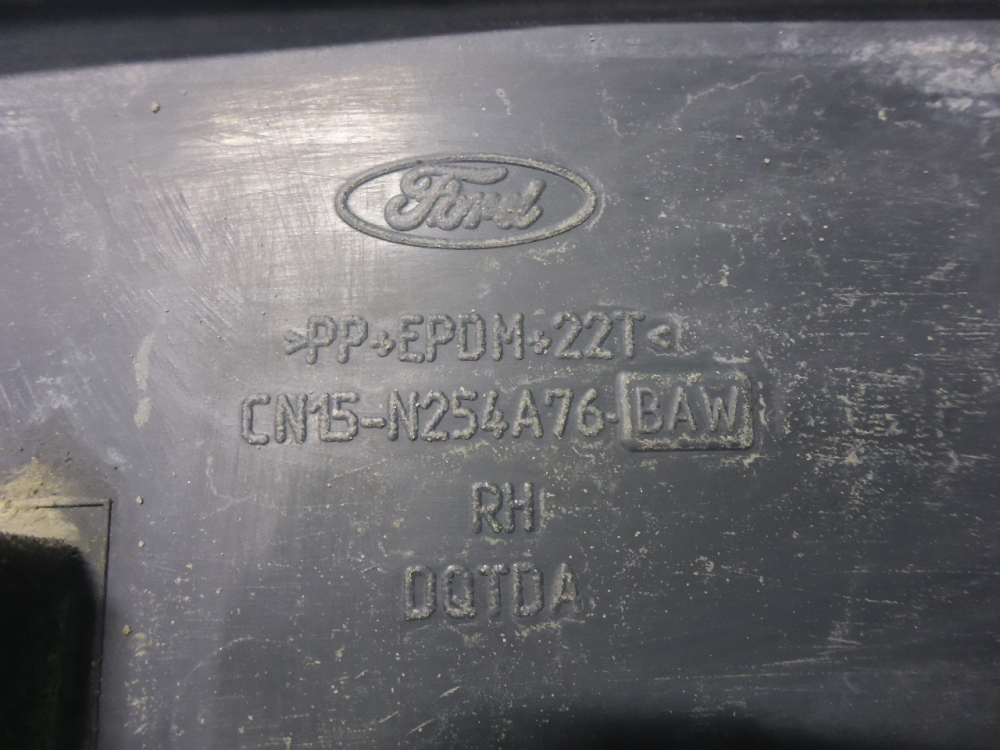 Ford
>PP+EPDM+22T<
CN15-N254A76-BAW
RH
DQTDA